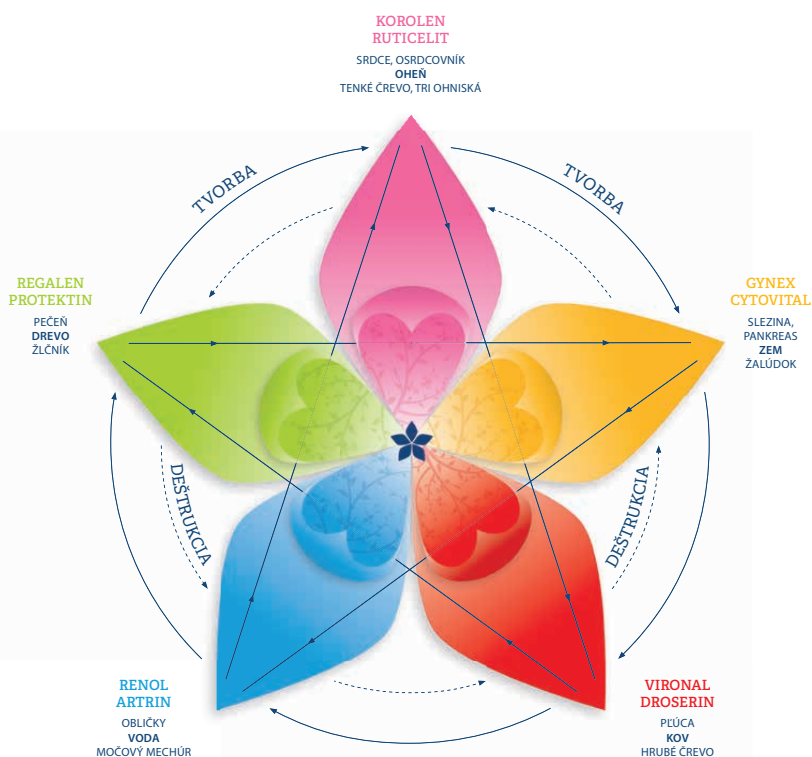 KOROLEN
RUTICELIT
SRDCE, OSRDCOVNÍK
OHEŇ
TENKÉ ČREVO, TRI OHNISKÁ
TVORBA
TVORBA
REGALEN
PROTEKTIN
PEČEŇ
DREVO
ŽLČNÍK
GYNEX
CYTOVITAL
SLEZINA,
PANKREAS
ZEM
ŽALÚDOK
DEŠTRUKCIA
DEŠTRUKCIA
RENOL
ARTRIN
OBLIČKY
VODA
MOČOVÝ MECHÚR
VIRONAL
DROSERIN
PĽÚCA
KOV
HRUBÉ ČREVO